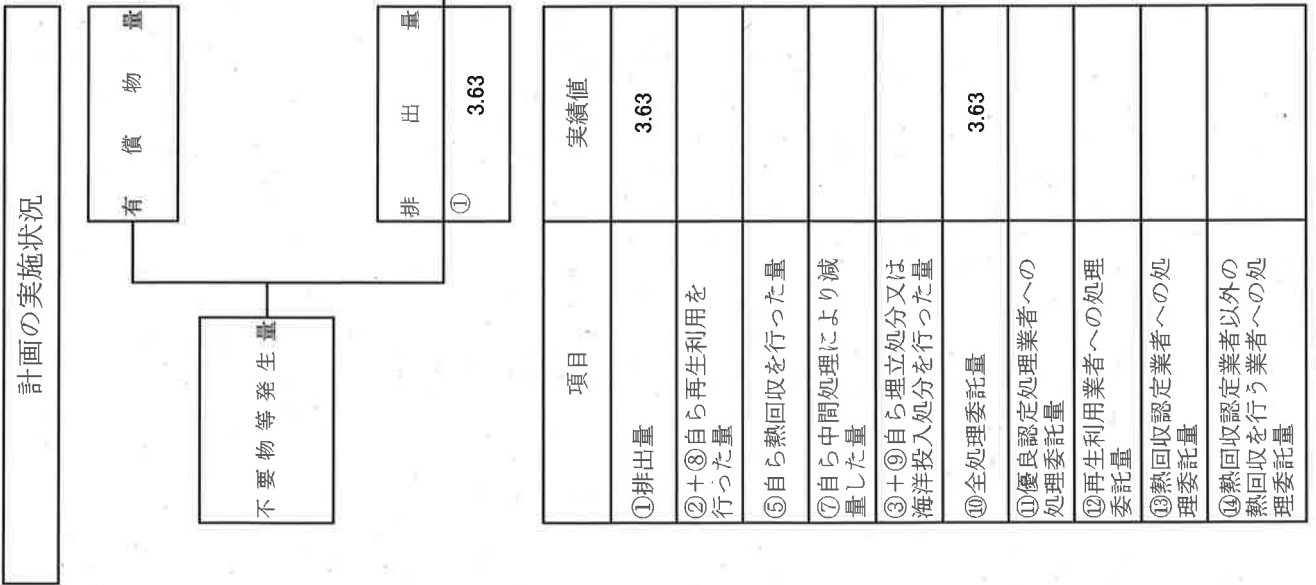 計画の実施状況
有償物量
不要物等発生量
排出量
①
3.63
項目
実績値
①排出量
3.63
②+⑧自ら再生利用を
行った量
⑤自ら熱回収を行った量
⑦自ら中間処理により減
量した量
③+⑨自ら埋立処分又は
海洋投入処分を行った量
⑩全処理委託量
3.63
⑪優良認定処理業者への
処理委託量
⑫再生利用業者への処理
委託量
⑬熱回収認定業者への処
理委託量
⑭熱回収認定業者以外の
熱回収を行う業者への処
理委託量